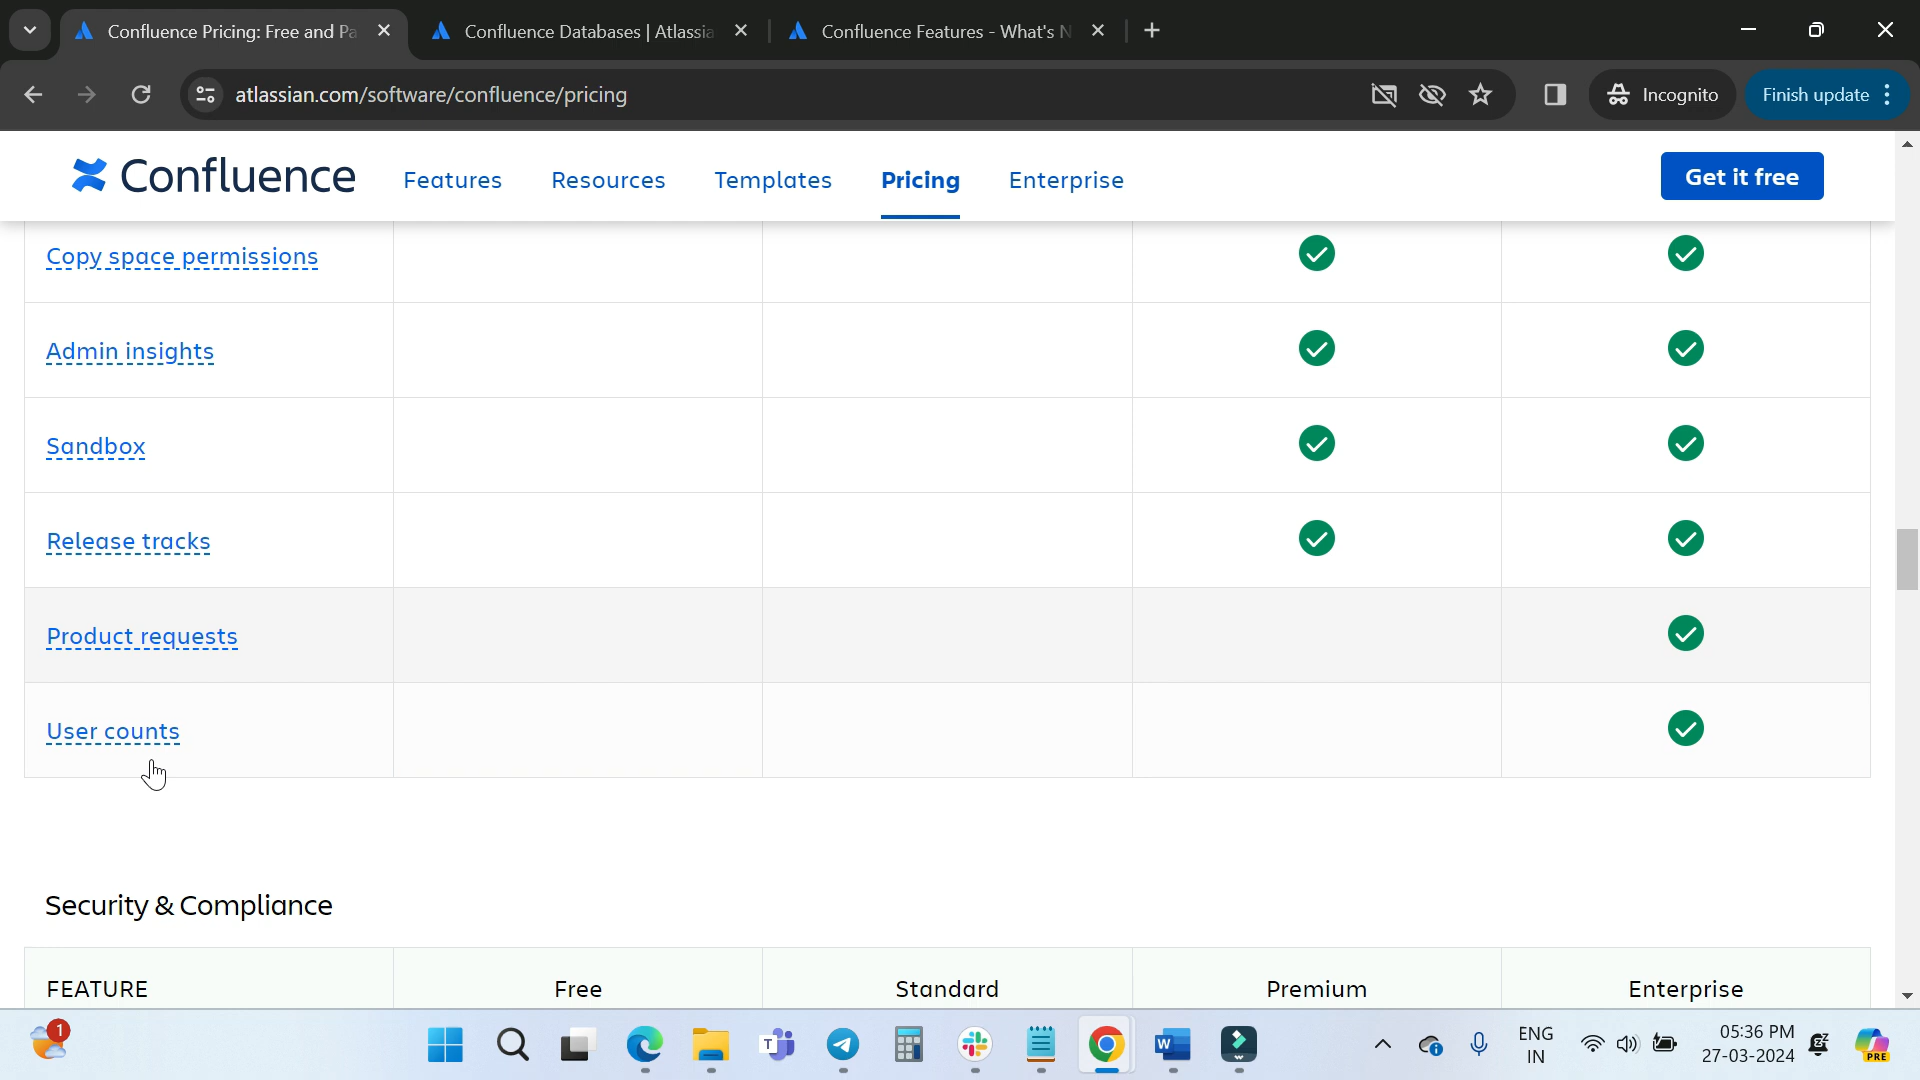 Confluence Pricing: Free and Pa
Confluence Databases | Atlassia
Confluence Features - What's N
atlassian.com/software/confluence/pricing
Incognito
Finish update
Confluence
Features
Resources
Templates
Pricing
Enterprise
Get it free
Copy space permissions
Admin insights
Sandbox
Release tracks
Product requests
User counts
Security & Compliance
FEATURE
Free
Standard
Premium
Enterprise
1
T
W
ENG
IN
05:36 PM
27-03-2024
PRE